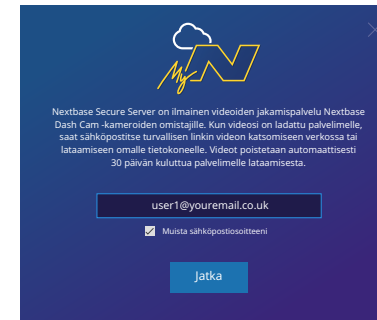 My N
Nextbase Secure Server on ilmainen videoiden jakamispalvelu Nextbase
Dash Cam -kameroiden omistajille. Kun videosi on ladattu palvelimelle,
saat sähköpostitse turvallisen linkin videon katsomiseen verkossa tai
lataamiseen omalle tietokoneelle. Videot poistetaan automaattisesti
30 päivän kuluttua palvelimelle lataamisesta.
user1@youremail.co.uk
Muista sähköpostiosoitteeni
Jatka